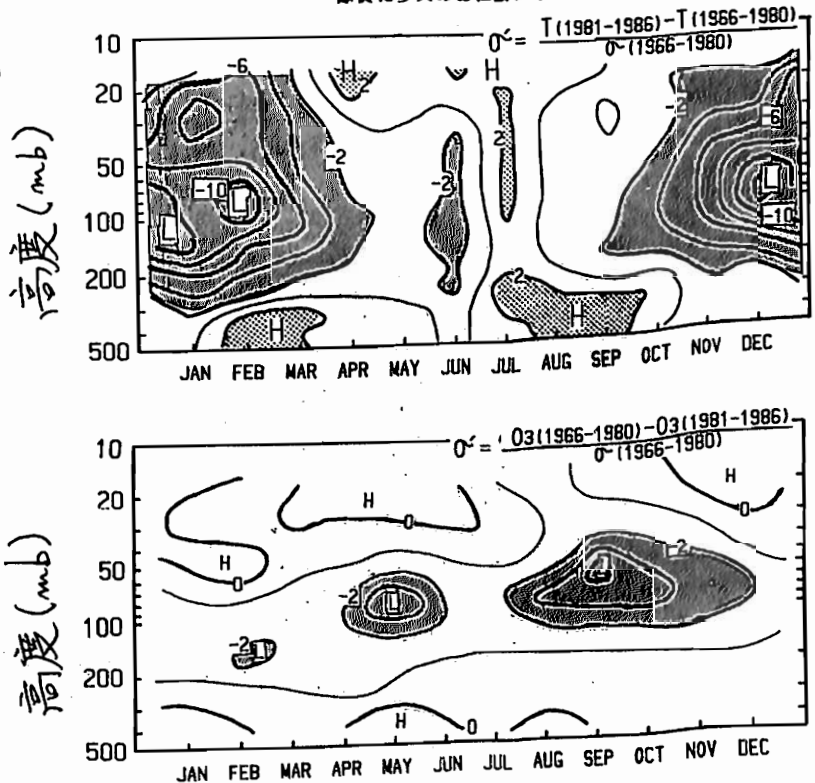 σ = T(1981-1986)-T(1966-1980)
σ(1966-1980)
10
20
50
100
200
500
高度(mb)
-6
H
2
H
-2
-6
2
-2
-2
-10
L
L
L
-10
2
H
H
JAN FEB MAR APR MAY JUN JUL AUG SEP OCT NOV DEC
σ = O3(1966-1980)-O3(1981-1986)
σ(1966-1980)
10
20
50
100
200
500
高度(mb)
H
H
0
0
H
0
-2
L
-2
L
-2
L
H
0
JAN FEB MAR APR MAY JUN JUL AUG SEP OCT NOV DEC